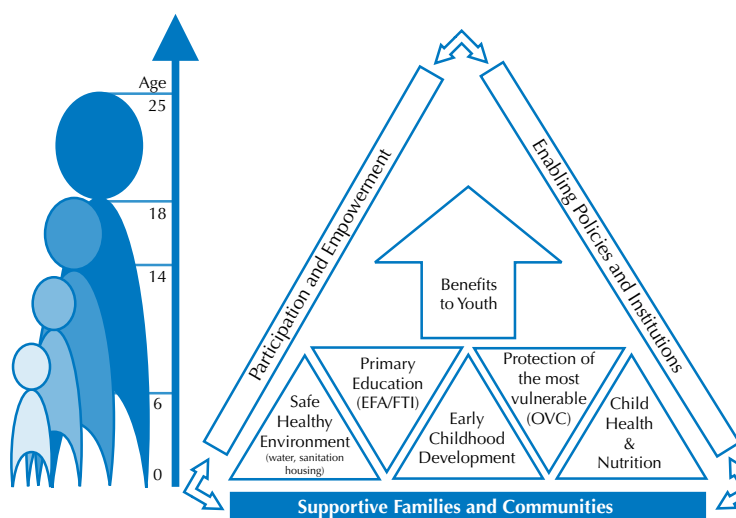 Age
25
18
14
6
0
Participation and Empowerment
Enabling Policies and Institutions
Benefits
to Youth
Safe
Healthy
Environment
(water, sanitation
housing)
Primary
Education
(EFA/FTI)
Early
Childhood
Development
Protection of
the most
vulnerable
(OVC)
Child
Health
&
Nutrition
Supportive Families and Communities